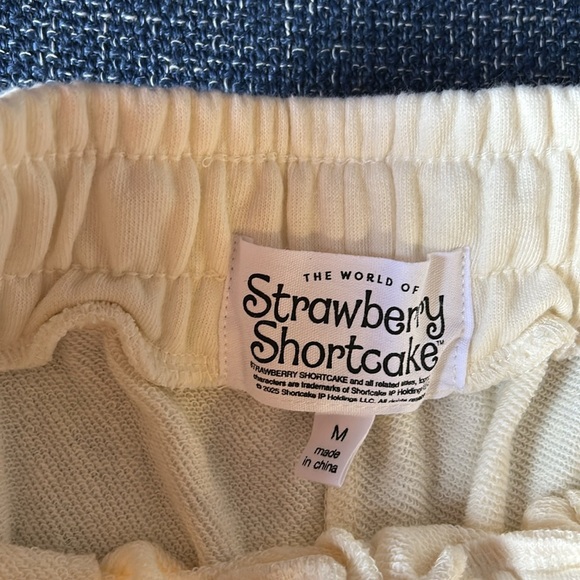 THE WORLD OF
Strawberry
Shortcake™
STRAWBERRY SHORTCAKE and all related
characters are trademarks of Shortcake IP Holdings
© 2025 Shortcake IP Holdings LLC. All
M
made
in china